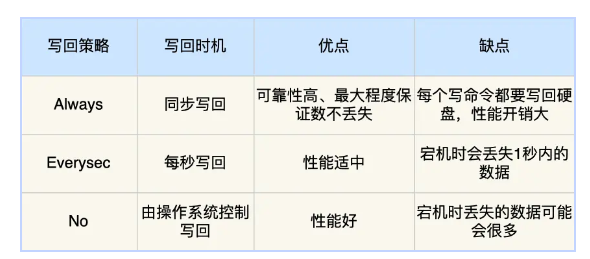 写回策略
写回时机
优点
缺点
Always
同步写回
可靠性高、最大程度保
证数不丢失
每个写命令都要写回硬
盘，性能开销大
Everysec
每秒写回
性能适中
宕机时会丢失1秒内的
数据
No
由操作系统控制
写回
性能好
宕机时丢失的数据可能
会很多